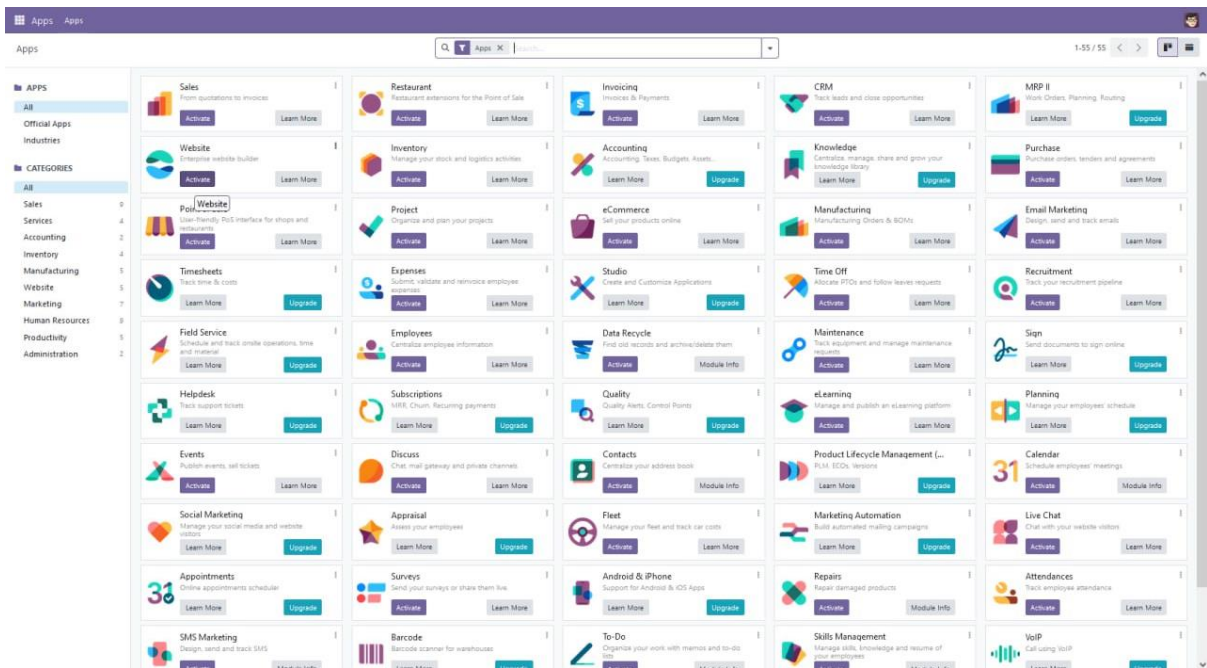 Apps Apps
Apps
Apps ×
Search...
1-55 / 55
APPS
All
Official Apps
Industries
CATEGORIES
All
Sales
Services 4
Accounting 2
Inventory 4
Manufacturing 5
Website 5
Marketing 7
Human Resources
Productivity 5
Administration 2
Sales
From quotations to invoices
Activate Learn More
Restaurant
Restaurant extensions for the Point of Sale
Activate Learn More
Invoicing
Invoices & Payments
Activate Learn More
CRM
Track leads and close opportunities
Activate Learn More
MRP II
Work Orders, Planning, Routing
Learn More Upgrade
Website
Enterprise website builder
Activate Learn More
Website
Inventory
Manage your stock and logistics activities
Activate Learn More
Accounting
Accounting, Taxes, Budgets, Assets...
Learn More Upgrade
Knowledge
Centralize, manage, share and grow your
knowledge library
Learn More Upgrade
Purchase
Purchase orders, tenders and agreements
Activate Learn More
User-friendly PoS interface for shops and
restaurants
Activate Learn More
Project
Organize and plan your projects
Activate Learn More
eCommerce
Sell your products online
Activate Learn More
Manufacturing
Manufacturing Orders & BOMs
Activate Learn More
Email Marketing
Design, send and track emails
Activate Learn More
Timesheets
Track time & costs
Learn More Upgrade
Expenses
Submit, validate and reinvoice employee
expenses
Activate Learn More
Studio
Create and Customize Applications
Learn More Upgrade
Time Off
Allocate PTOs and follow leaves requests
Activate Learn More
Recruitment
Track your recruitment pipeline
Activate Learn More
Field Service
Schedule and track onsite operations, time
and material
Learn More Upgrade
Employees
Centralize employee information
Activate Learn More
Data Recycle
Find old records and archive/delete them
Activate Module Info
Maintenance
Track equipment and manage maintenance
requests
Activate Learn More
Sign
Send documents to sign online
Learn More Upgrade
Helpdesk
Track support tickets
Learn More Upgrade
Subscriptions
MRR, Churn, Recurring payments
Learn More Upgrade
Quality
Quality Alerts, Control Points
Learn More Upgrade
eLearning
Manage and publish an eLearning platform
Activate Learn More
Planning
Manage your employees' schedule
Learn More Upgrade
Events
Publish events, sell tickets
Activate Learn More
Discuss
Chat, mail gateway and private channels
Activate Learn More
Contacts
Centralize your address book
Activate Module Info
Product Lifecycle Management (...
PLM, ECOs, Versions
Learn More Upgrade
Calendar
Schedule employees' meetings
Activate Module Info
Social Marketing
Manage your social media and website
visitors
Learn More Upgrade
Appraisal
Assess your employees
Learn More Upgrade
Fleet
Manage your fleet and track car costs
Activate Learn More
Marketing Automation
Build automated mailing campaigns
Learn More Upgrade
Live Chat
Chat with your website visitors
Activate Learn More
Appointments
Online appointments scheduler
Learn More Upgrade
Surveys
Send your surveys or share them live.
Activate Learn More
Android & iPhone
Support for Android & iOS Apps
Learn More Upgrade
Repairs
Repair damaged products
Activate Module Info
Attendances
Track employee attendance
Activate Learn More
SMS Marketing
Design, send and track SMS
Activate Module Info
Barcode
Barcode scanner for warehouses
Learn More Upgrade
To-Do
Organize your work with memos and to-do
lists
Activate Module Info
Skills Management
Manage skills, knowledge and resume of
your employees
Activate Module Info
VoIP
Call using VoIP
Learn More Upgrade